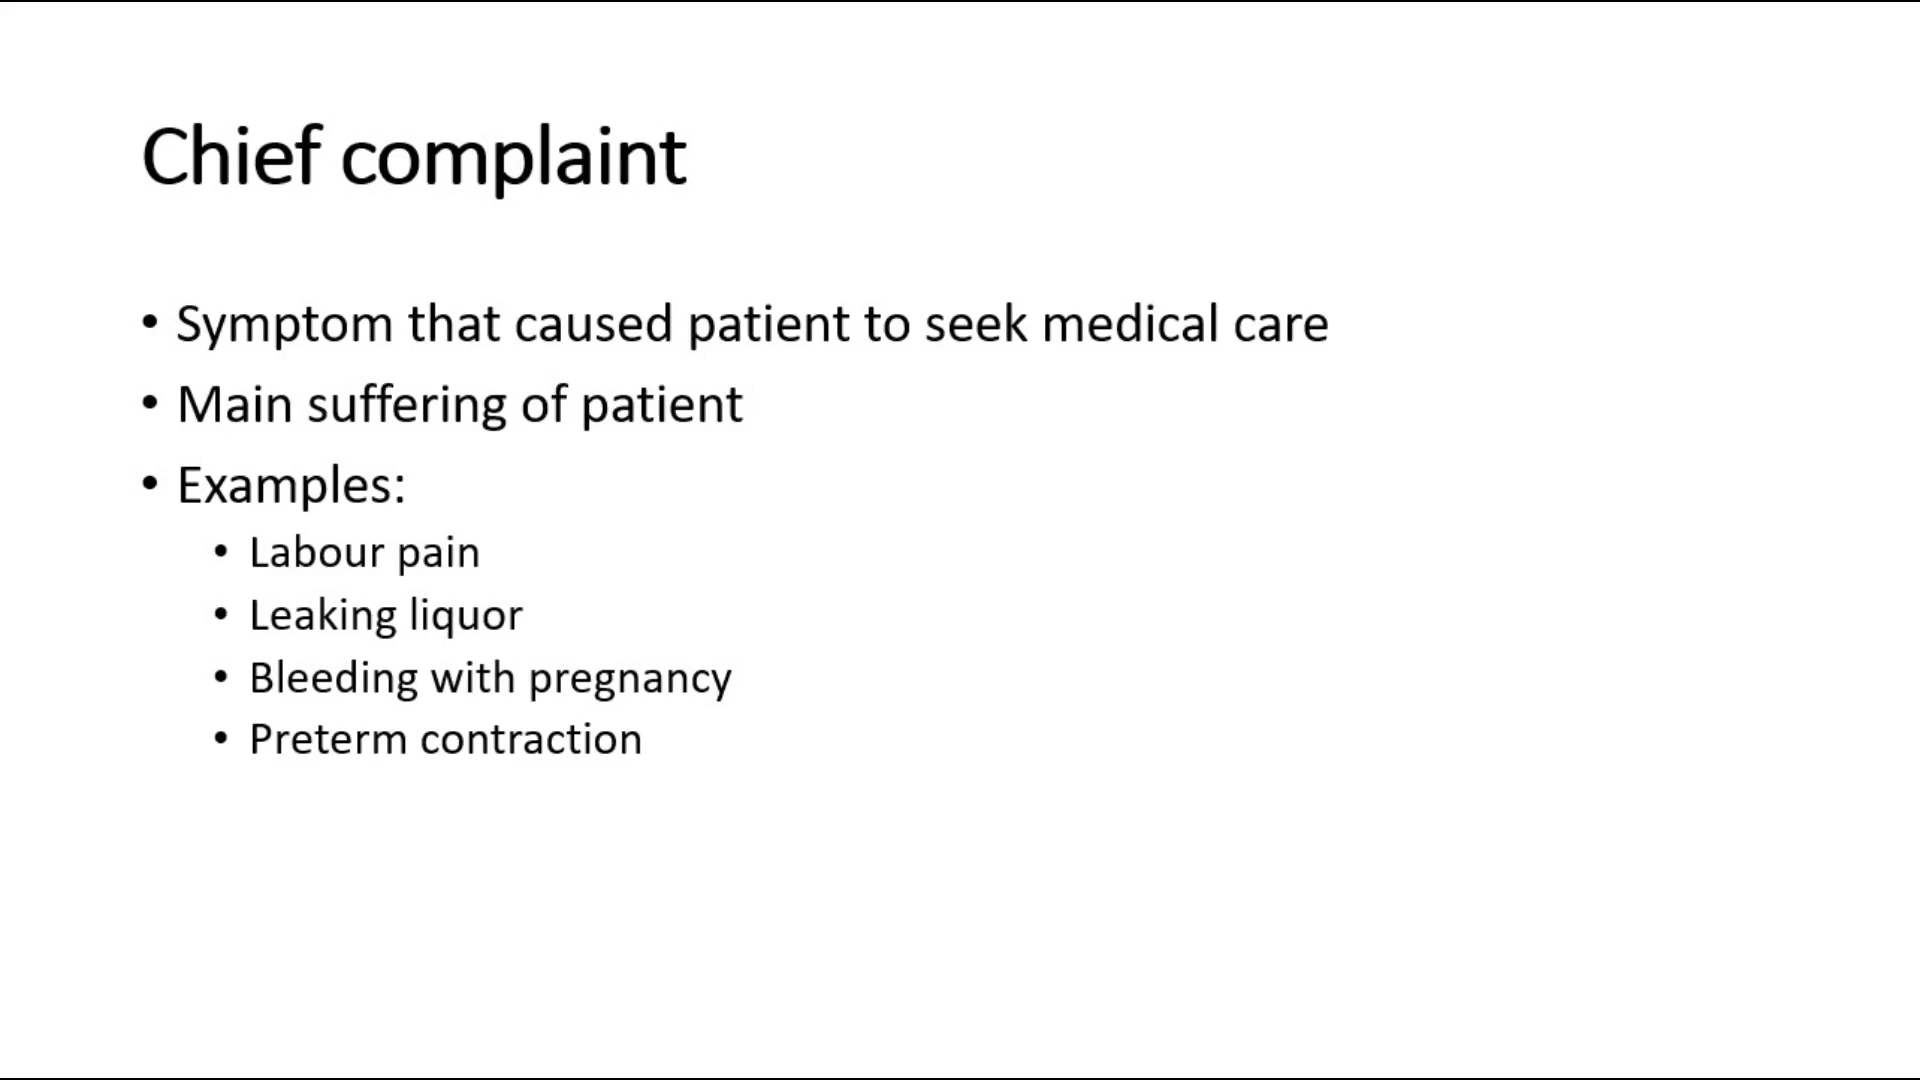 Chief complaint
• Symptom that caused patient to seek medical care
• Main suffering of patient
• Examples:
• Labour pain
• Leaking liquor
• Bleeding with pregnancy
• Preterm contraction